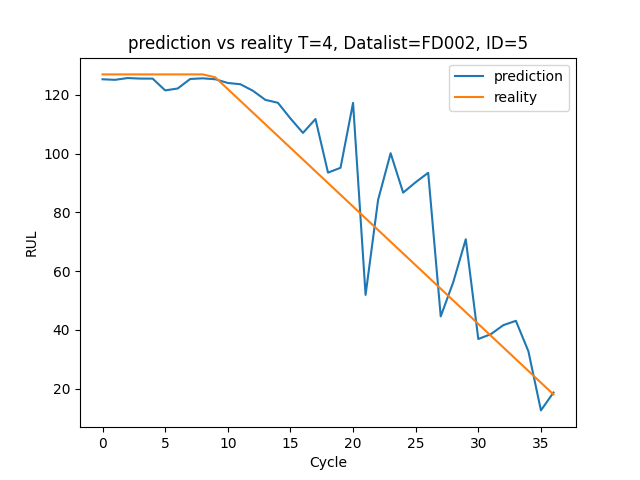 prediction vs reality T=4, Datalist=FD002, ID=5
prediction
reality
120
100
80
60
40
20
RUL
0 5 10 15 20 25 30 35
Cycle